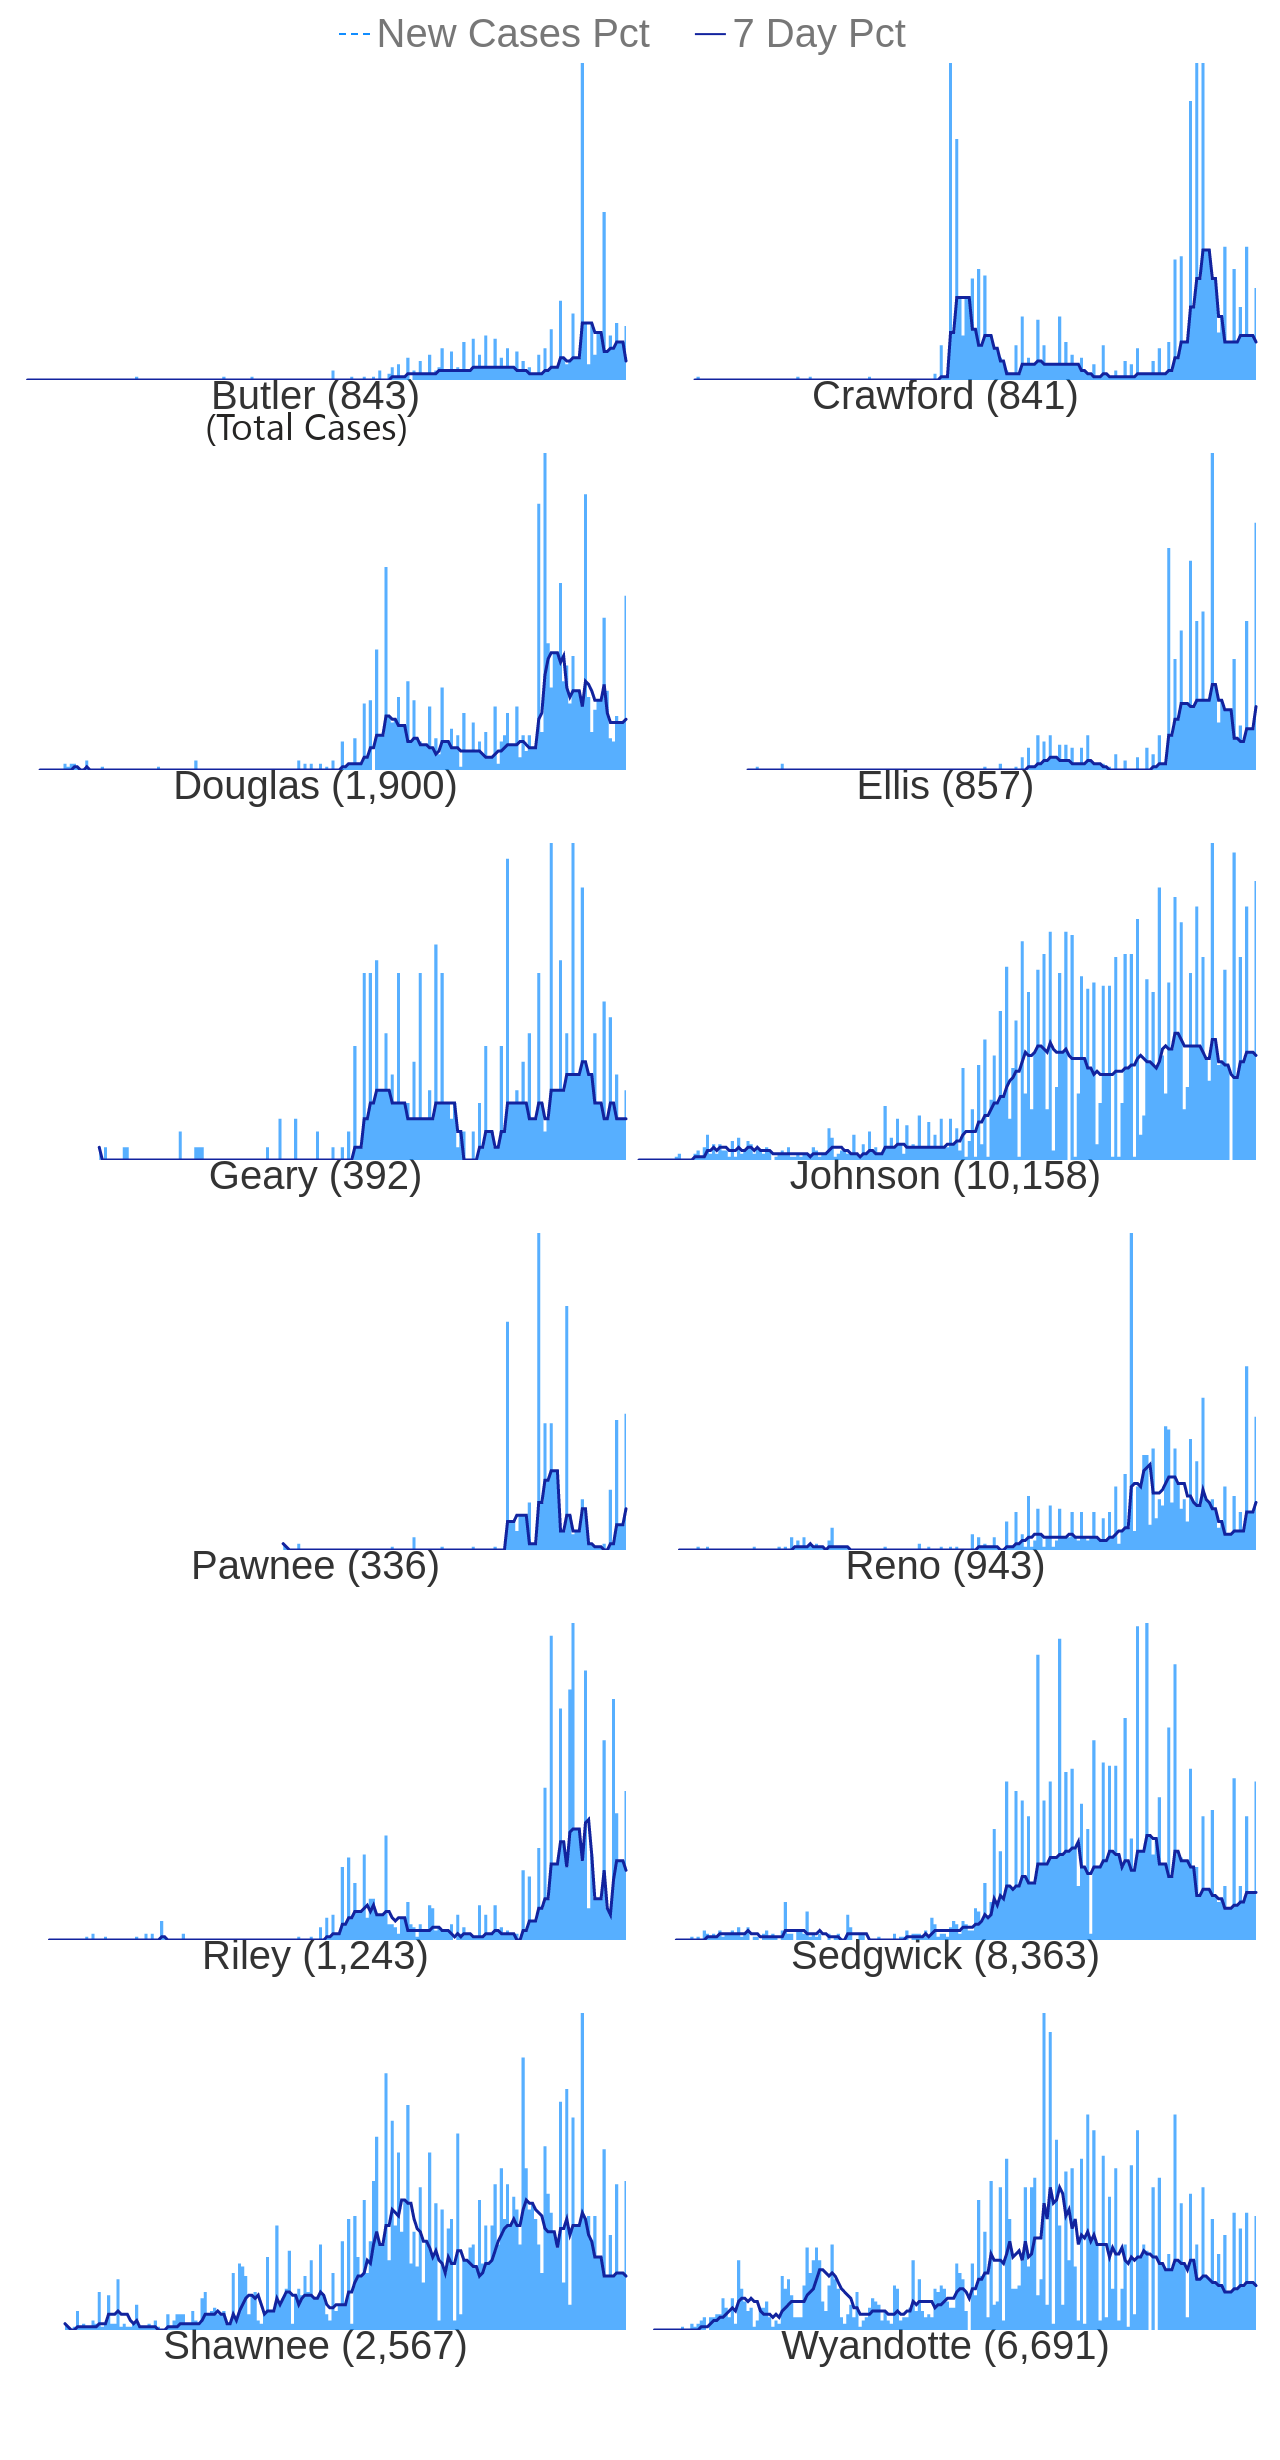 New Cases Pct 7 Day Pct
Butler (843) Crawford (841)
(Total Cases)
Douglas (1,900) Ellis (857)
Geary (392) Johnson (10,158)
Pawnee (336) Reno (943)
Riley (1,243) Sedgwick (8,363)
Shawnee (2,567) Wyandotte (6,691)